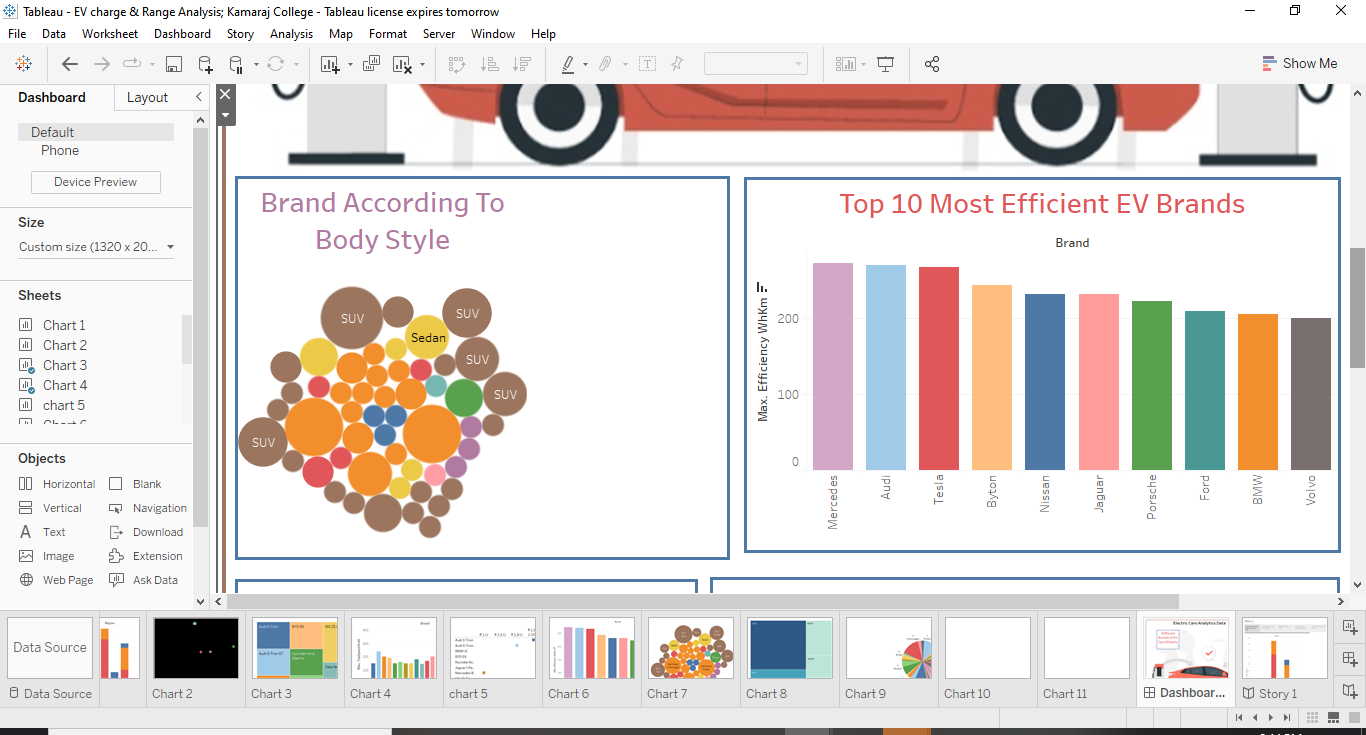 Tableau - EV charge & Range Analysis; Kamaraj College - Tableau license expires tomorrow
File Data Worksheet Dashboard Story Analysis Map Format Server Window Help
Show Me
Dashboard Layout
Default
Phone
Device Preview
Size
Custom size (1320 x 20...
Sheets
Chart 1
Chart 2
Chart 3
Chart 4
chart 5
Objects
Horizontal Blank
Vertical Navigation
Text Download
Image Extension
Web Page Ask Data
Brand According To
Body Style
SUV
SUV
Sedan
SUV
SUV
SUV
Top 10 Most Efficient EV Brands
Brand
Max. Efficiency WhKm
200
100
0
Mercedes
Audi
Tesla
Byton
Nissan
Jaguar
Porsche
Ford
BMW
Volvo
Data Source
Electric Cars Analytics Data
Data Source Chart 2 Chart 3 Chart 4 chart 5 Chart 6 Chart 7 Chart 8 Chart 9 Chart 10 Chart 11 Dashboar... Story 1